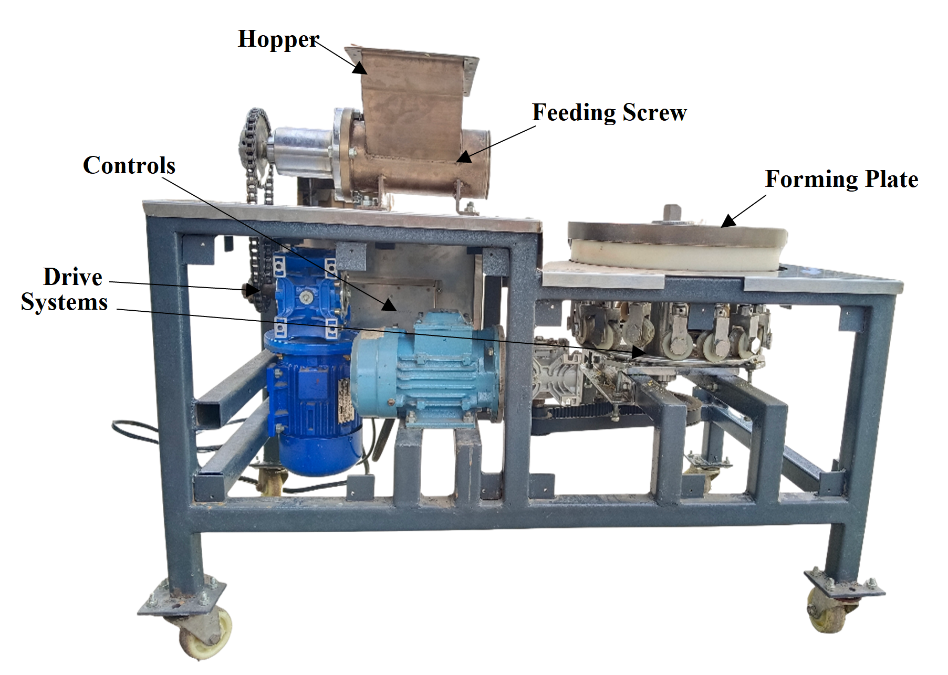 Hopper
Feeding Screw
Controls
Forming Plate
Drive
Systems